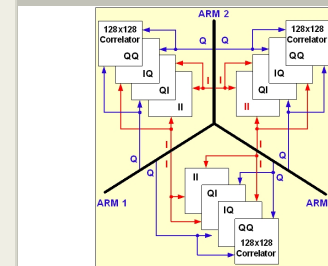 ARM 2
128x128
Correlator
QQ
IQ
QI
II
128x128
Correlator
QQ
IQ
QI
II
Q
Q
I
I
Q
Q
I
I
I
I
Q
Q
ARM 1
ARM
II
QI
IQ
QQ
128x128
Correlator